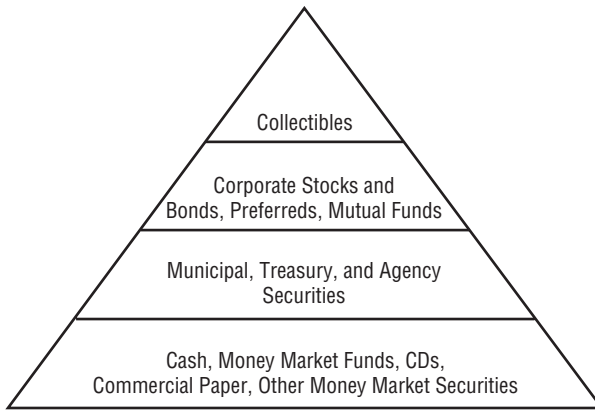 Collectibles
Corporate Stocks and
Bonds, Preferreds, Mutual Funds
Municipal, Treasury, and Agency
Securities
Cash, Money Market Funds, CDs,
Commercial Paper, Other Money Market Securities